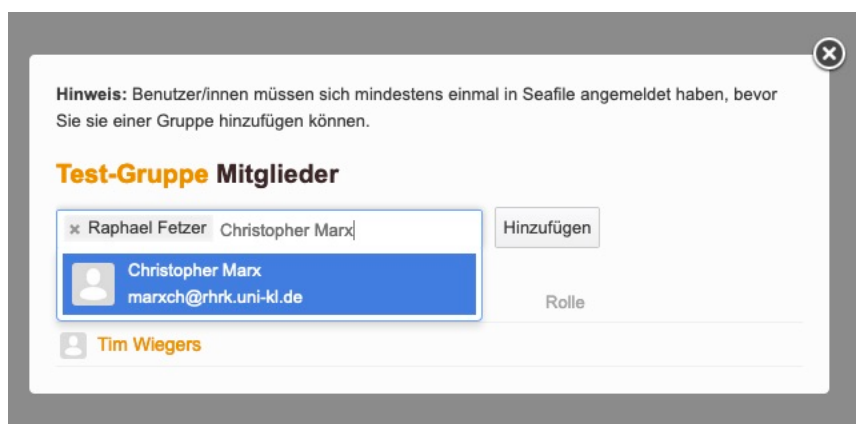 Hinweis: Benutzer/innen müssen sich mindestens einmal in Seafile angemeldet haben, bevor
Sie sie einer Gruppe hinzufügen können.
Test-Gruppe Mitglieder
× Raphael Fetzer Christopher Marx
Hinzufügen
Christopher Marx
marxch@rhrk.uni-kl.de
Rolle
Tim Wiegers